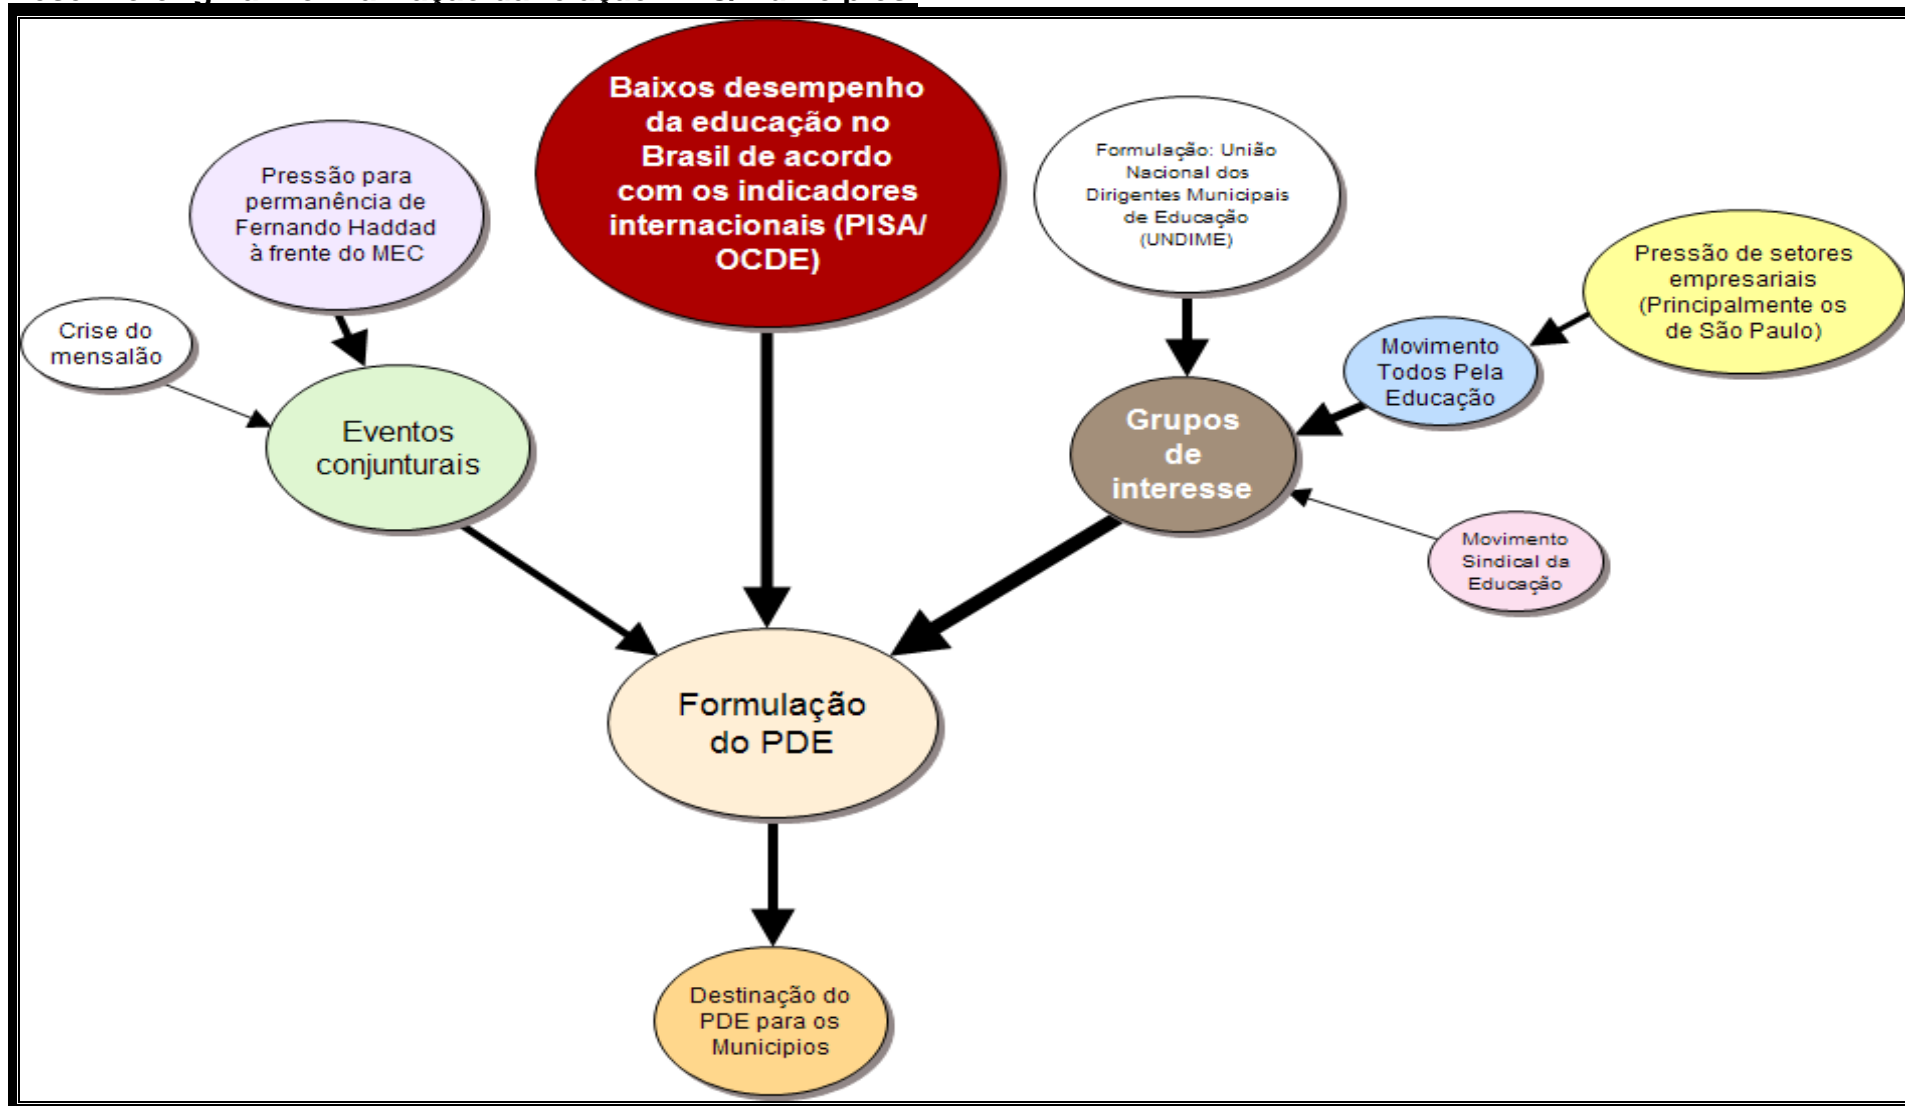 Baixos desempenho
da educação no
Brasil de acordo
com os indicadores
internacionais (PISA/
OCDE)
Pressão para
permanência de
Fernando Haddad
à frente do MEC
Formulação: União
Nacional dos
Dirigentes Municipais
de Educação
(UNDIME)
Pressão de setores
empresariais
(Principalmente os
de São Paulo)
Crise do
mensalão
Movimento
Todos Pela
Educação
Eventos
conjunturais
Grupos
de
interesse
Movimento
Sindical da
Educação
Formulação
do PDE
Destinação do
PDE para os
Municipios